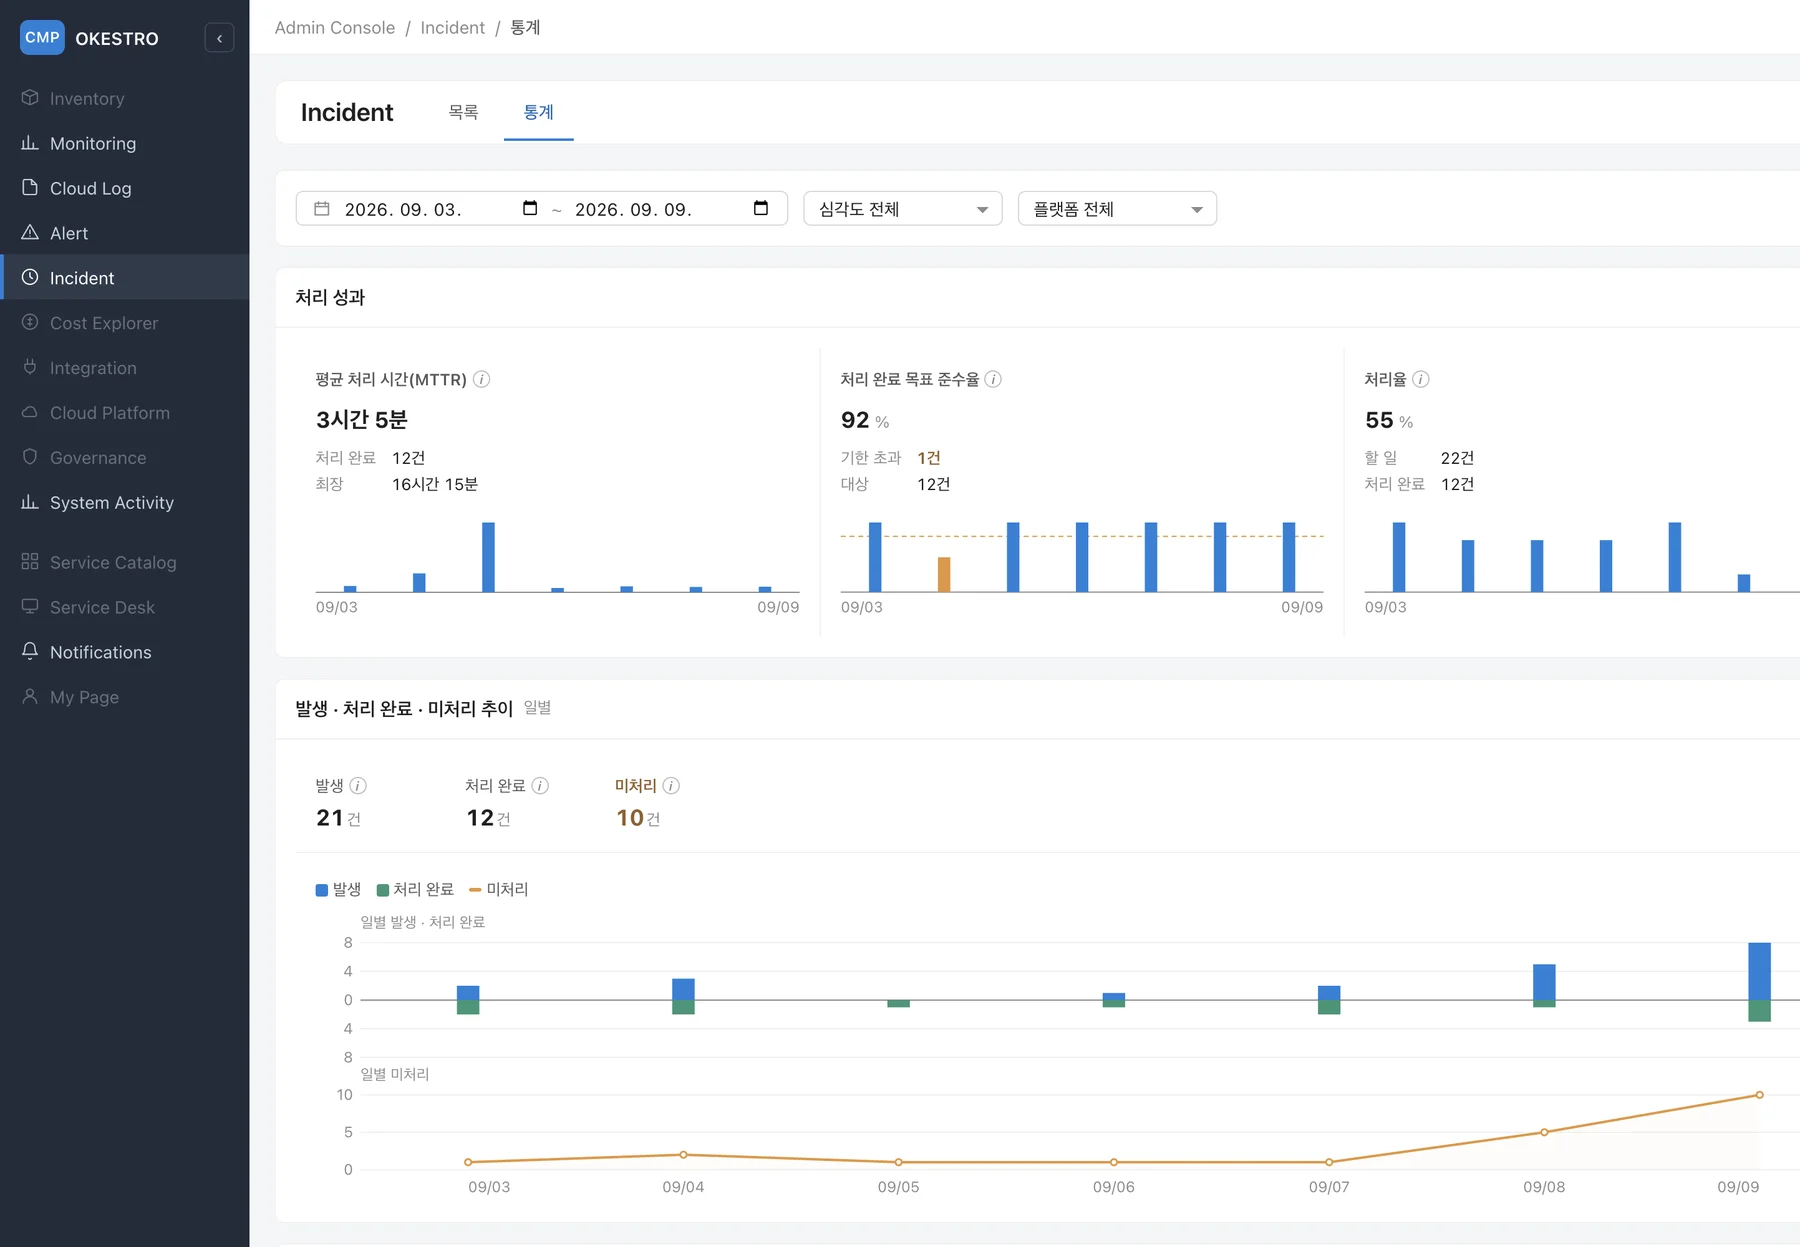 CMP OKESTRO
Admin Console / Incident / 통계
Inventory
Monitoring
Cloud Log
Alert
Incident
Cost Explorer
Integration
Cloud Platform
Governance
System Activity
Service Catalog
Service Desk
Notifications
My Page
Incident 목록 통계
2026. 09. 03. ~ 2026. 09. 09. 심각도 전체 플랫폼 전체
처리 성과
평균 처리 시간(MTTR)
3시간 5분
처리 완료 12건
최장 16시간 15분
09/03 09/09
처리 완료 목표 준수율
92 %
기한 초과 1건
대상 12건
09/03 09/09
처리율
55 %
할 일 22건
처리 완료 12건
09/03
발생 · 처리 완료 · 미처리 추이 일별
발생 처리 완료 미처리
21건 12건 10건
발생 처리 완료 미처리
일별 발생 · 처리 완료
8
4
0
4
8
일별 미처리
10
5
0
09/03 09/04 09/05 09/06 09/07 09/08 09/09